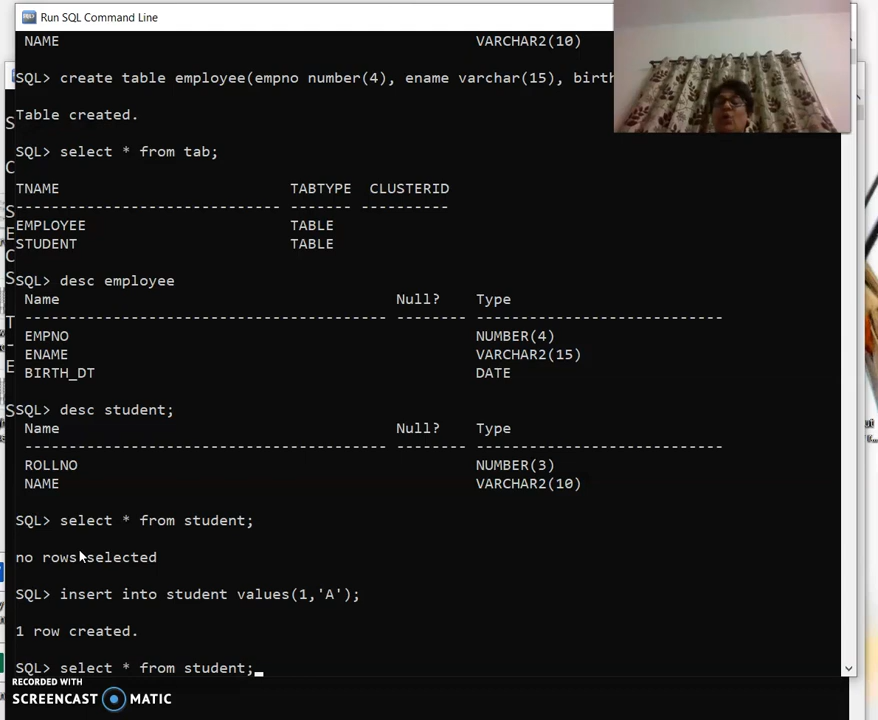 Run SQL Command Line
NAME VARCHAR2(10)
SQL> create table employee(empno number(4), ename varchar(15), birth
Table created.
SQL> select * from tab;
TNAME TABTYPE CLUSTERID
------------------------------ ------- ----------
EMPLOYEE TABLE
STUDENT TABLE
SQL> desc employee
Name Null? Type
----------------------------------------- -------- ----------------------------
EMPNO NUMBER(4)
ENAME VARCHAR2(15)
BIRTH_DT DATE
SQL> desc student;
Name Null? Type
----------------------------------------- -------- ----------------------------
ROLLNO NUMBER(3)
NAME VARCHAR2(10)
SQL> select * from student;
no rows selected
SQL> insert into student values(1,'A');
1 row created.
SQL> select * from student;
RECORDED WITH
SCREENCAST MATIC